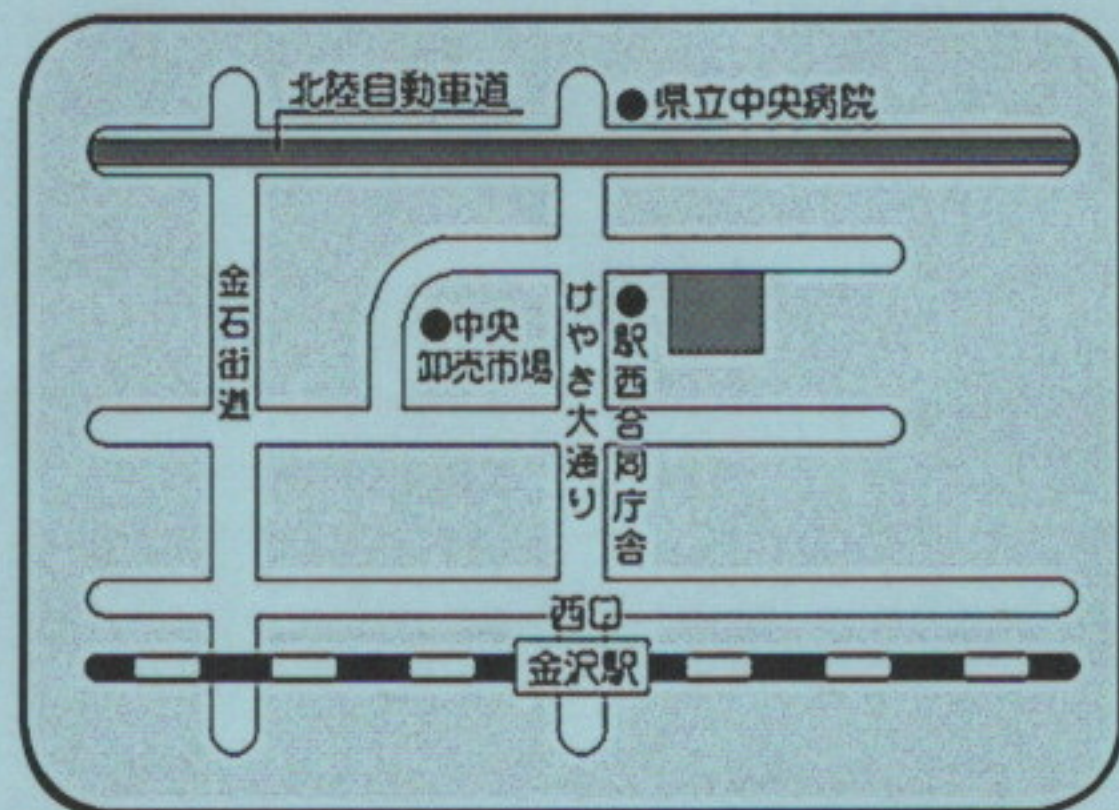 北陸自動車道
●県立中央病院
金石街道
●中央
卸売市場
けやき大通り
●駅西合同庁舎
西口
金沢駅